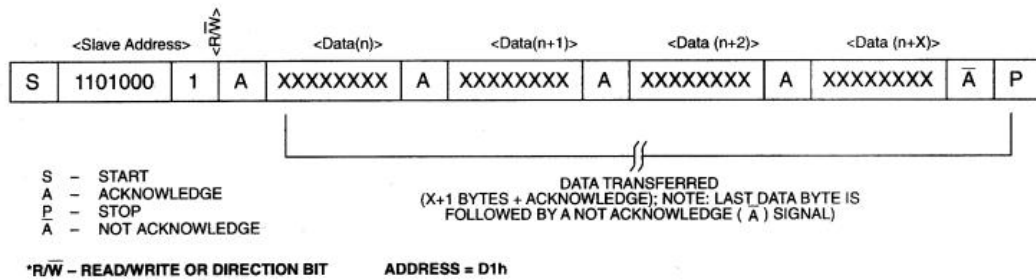 <R/W̅>
<Slave Address> <Data(n)> <Data(n+1)> <Data (n+2)> <Data (n+X)>
S 1101000 1 A XXXXXXXX A XXXXXXXX A XXXXXXXX A XXXXXXXX A̅ P
S – START
A – ACKNOWLEDGE
P – STOP
A̅ – NOT ACKNOWLEDGE
DATA TRANSFERRED
(X+1 BYTES + ACKNOWLEDGE); NOTE: LAST DATA BYTE IS
FOLLOWED BY A NOT ACKNOWLEDGE ( A̅ ) SIGNAL)
*R/W̅ – READ/WRITE OR DIRECTION BIT ADDRESS = D1h